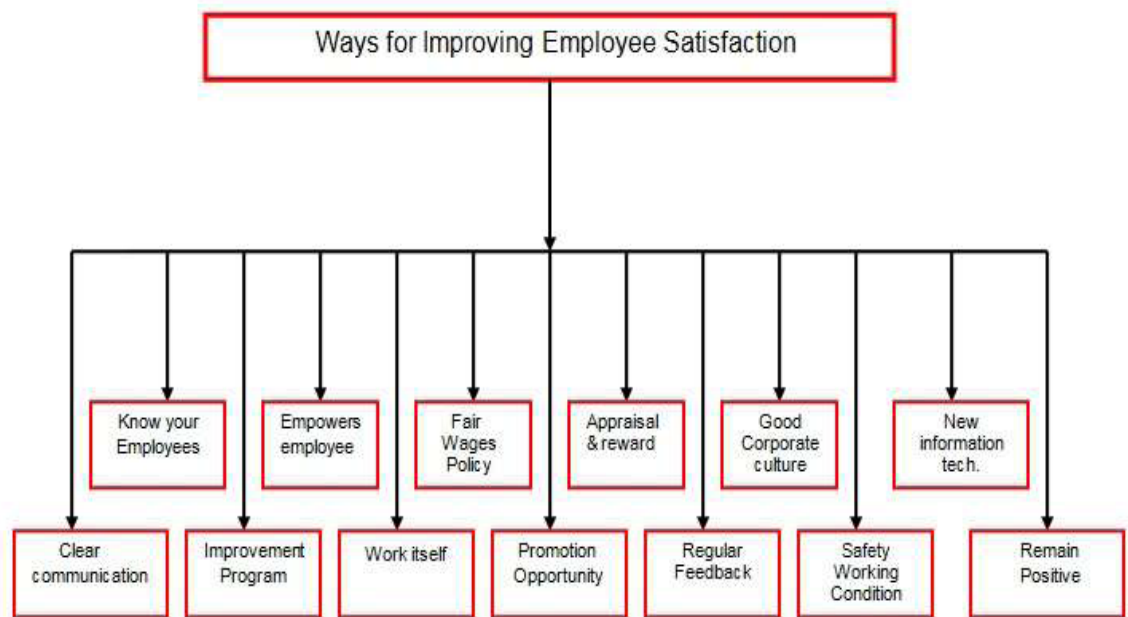 Ways for Improving Employee Satisfaction
Know your
Employees
Empowers
employee
Fair
Wages
Policy
Appraisal
& reward
Good
Corporate
culture
New
information
tech.
Clear
communication
Improvement
Program
Work itself
Promotion
Opportunity
Regular
Feedback
Safety
Working
Condition
Remain
Positive